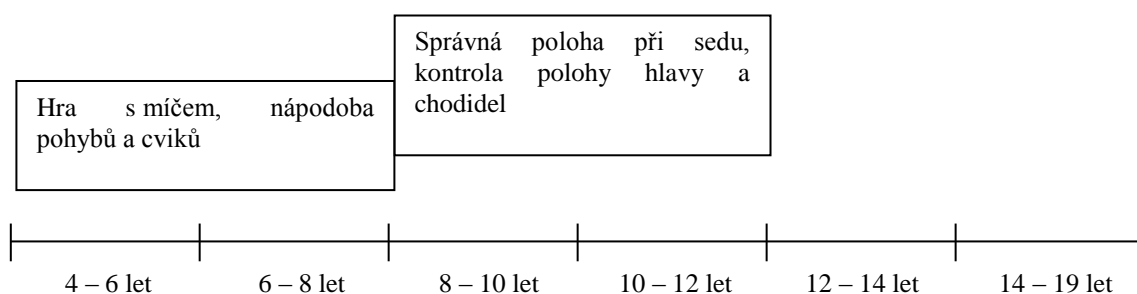 Správná poloha při sedu,
kontrola polohy hlavy a
chodidel
Hra s míčem, nápodoba
pohybů a cviků
4 – 6 let 6 – 8 let 8 – 10 let 10 – 12 let 12 – 14 let 14 – 19 let